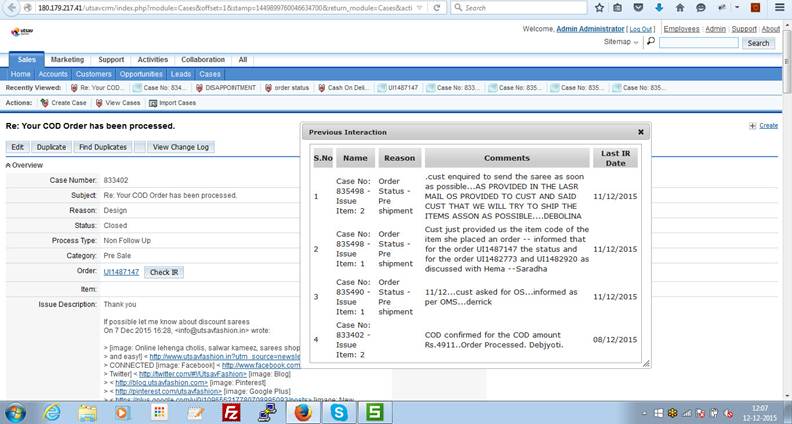 180.179.217.41/utsavcrm/index.php?module=Cases&offset=1&stamp=1449899760046634700&return_module=Cases&acti
Search
utsav
Welcome, Admin Administrator [ Log Out ] Employees Admin Support About
Sitemap
Search
Sales Marketing Support Activities Collaboration All
Home Accounts Customers Opportunities Leads Cases
Recently Viewed: Re: Your COD... Case No: 834... DISAPPOINTMENT order status Cash On Deli... UI1487147 Case No: 833... Case No: 835... Case No: 835... Case No: 835...
Actions: Create Case View Cases Import Cases
Re: Your COD Order has been processed.
Create
Edit Duplicate Find Duplicates View Change Log
Overview
Case Number: 833402
Subject: Re: Your COD Order has been processed.
Reason: Design
Status: Closed
Process Type: Non Follow Up
Category: Pre Sale
Order: UI1487147 Check IR
Item:
Issue Description: Thank you
If possible let me know about discount sarees
On 7 Dec 2015 16:28, <info@utsavfashion.in> wrote:
> [image: Online lehenga cholis, salwar kameez, sarees shop
> and easy!] < http://www.utsavfashion.in?utm_source=newsle
> CONNECTED [image: Facebook] < http://www.facebook.com
> Twitter] < http://twitter.com/#!/UtsavFashion> [image: Blog]
> < http://blog.utsavfashion.com> [image: Pinterest]
> < http://pinterest.com/utsavfashion> [image: Google Plus]
> < https://plus.google.com/u/0/109655217780708995093/posts> [image: New
Previous Interaction
S.No Name Reason Comments Last IR Date
1 Case No: 835498 - Issue Item: 2 Order Status - Pre shipment .cust enquired to send the saree as soon as possible...AS PROVIDED IN THE LASR MAIL OS PROVIDED TO CUST AND SAID CUST THAT WE WILL TRY TO SHIP THE ITEMS ASSON AS POSSIBLE....DEBOLINA 11/12/2015
2 Case No: 835498 - Issue Item: 1 Order Status - Pre shipment Cust just provided us the item code of the item she placed an order -- informed that for the order UI1487147 the status and for the order UI1482773 and UI1482920 as discussed with Hema --Saradha 11/12/2015
3 Case No: 835490 - Issue Item: 1 Order Status - Pre shipment 11/12...cust asked for OS...informed as per OMS...derrick 11/12/2015
4 Case No: 833402 - Issue Item: 2 COD confirmed for the COD amount Rs.4911..Order Processed. Debjyoti. 08/12/2015
12:07
12-12-2015